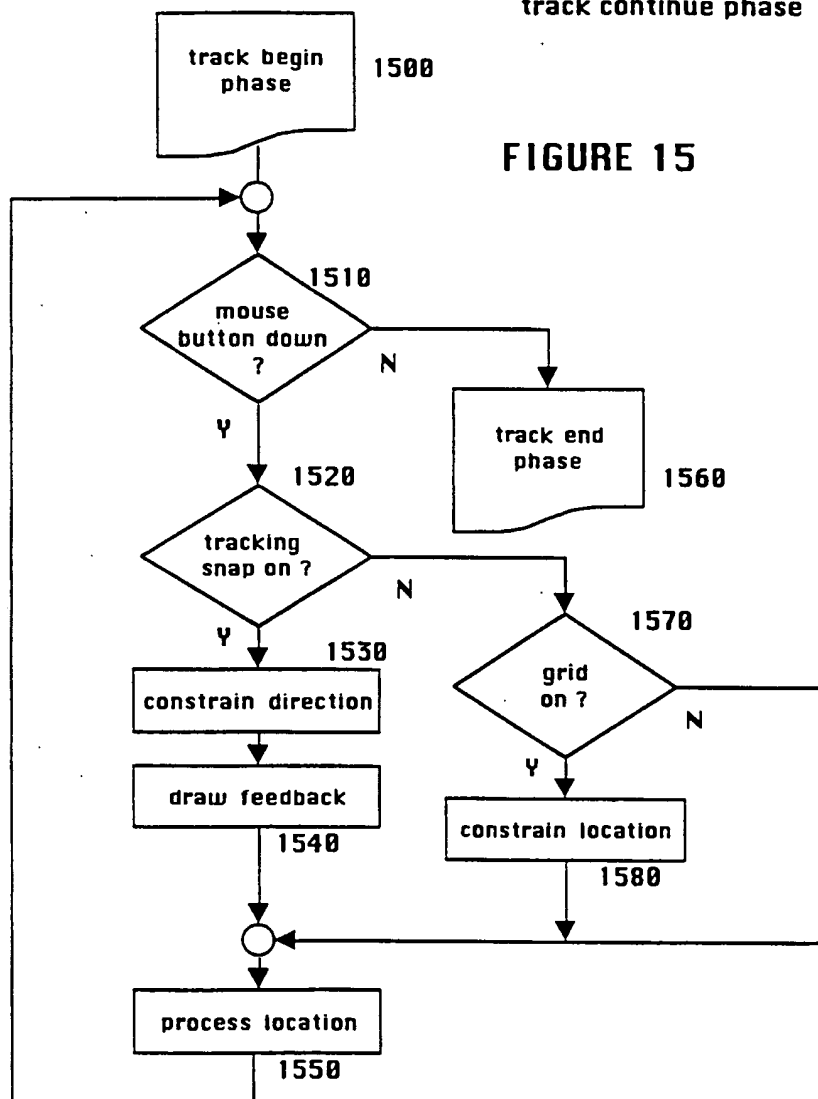 track continue phase
track begin
phase
1500
FIGURE 15
1510
mouse
button down
?
N
Y
track end
phase
1560
1520
tracking
snap on ?
N
Y
1570
grid
on ?
N
Y
1530
constrain direction
draw feedback
1540
constrain location
1580
process location
1550